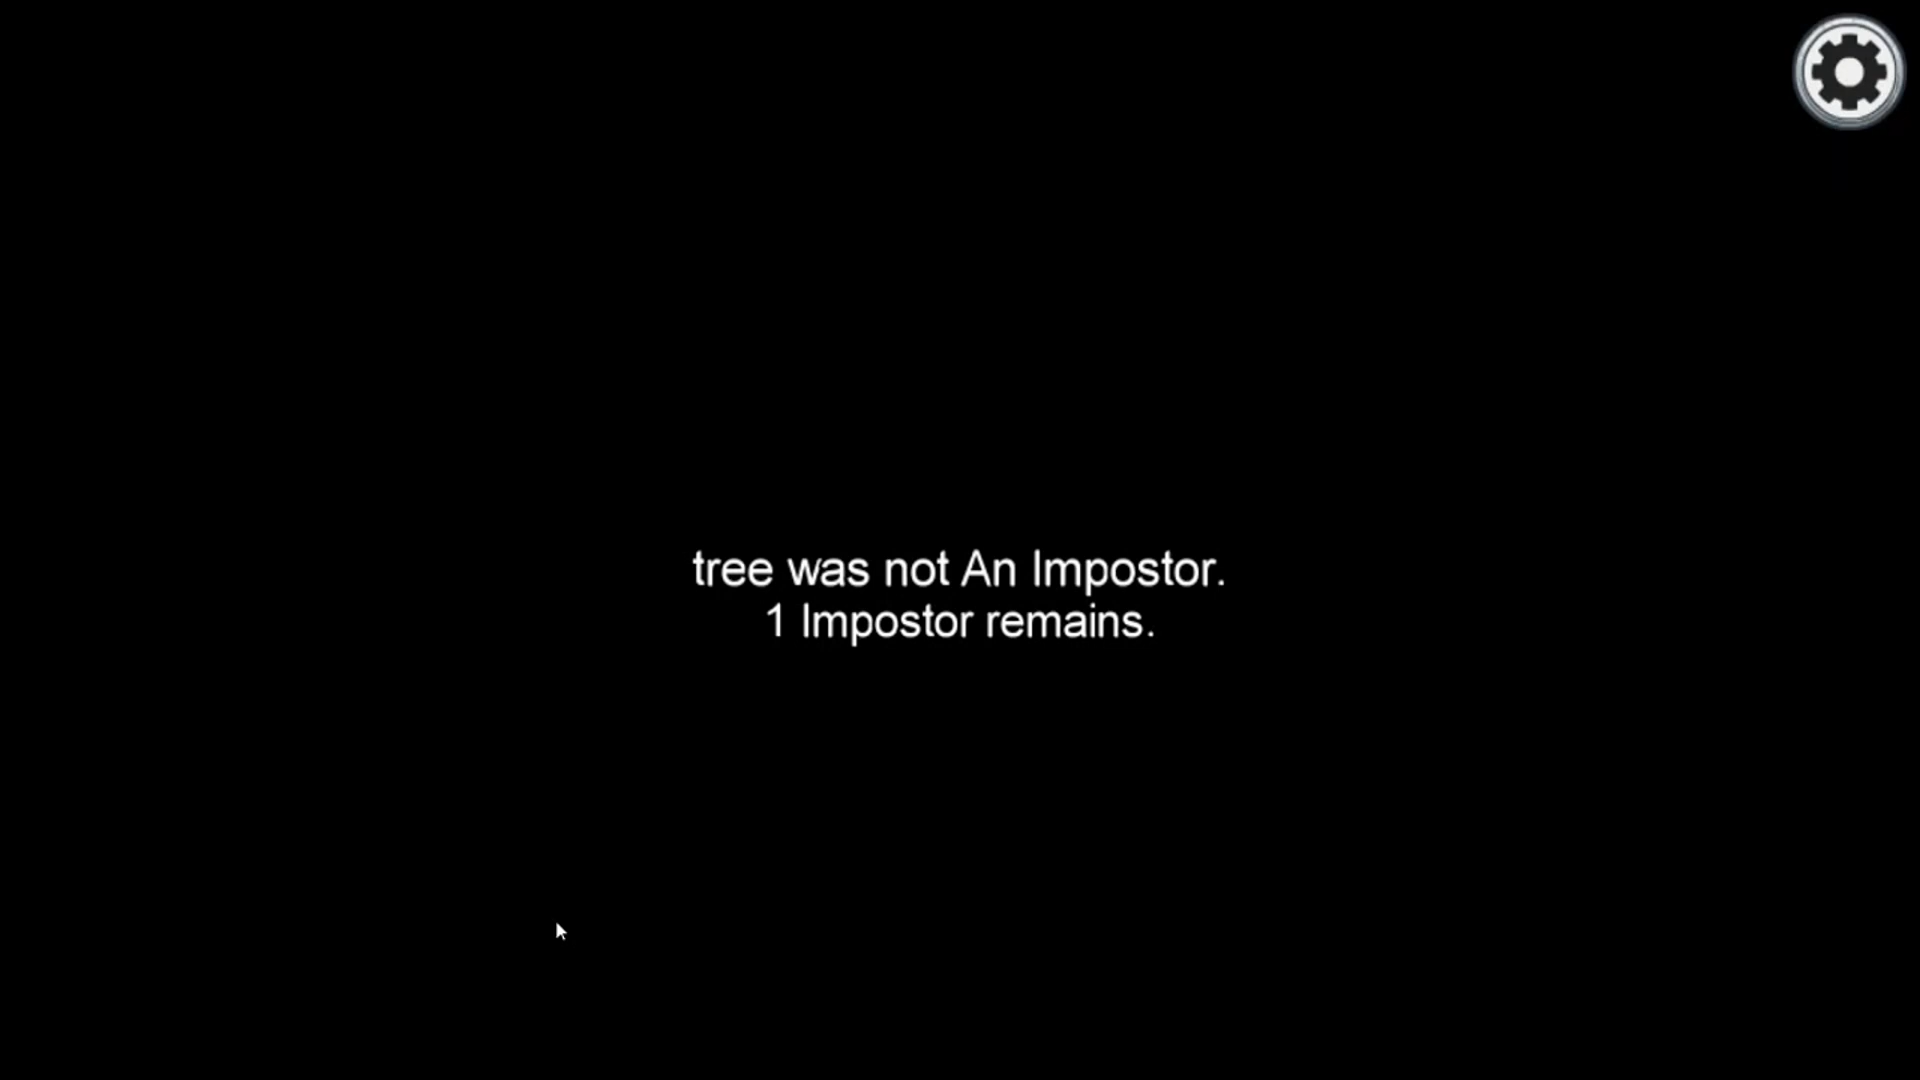 tree was not An Impostor.
1 Impostor remains.